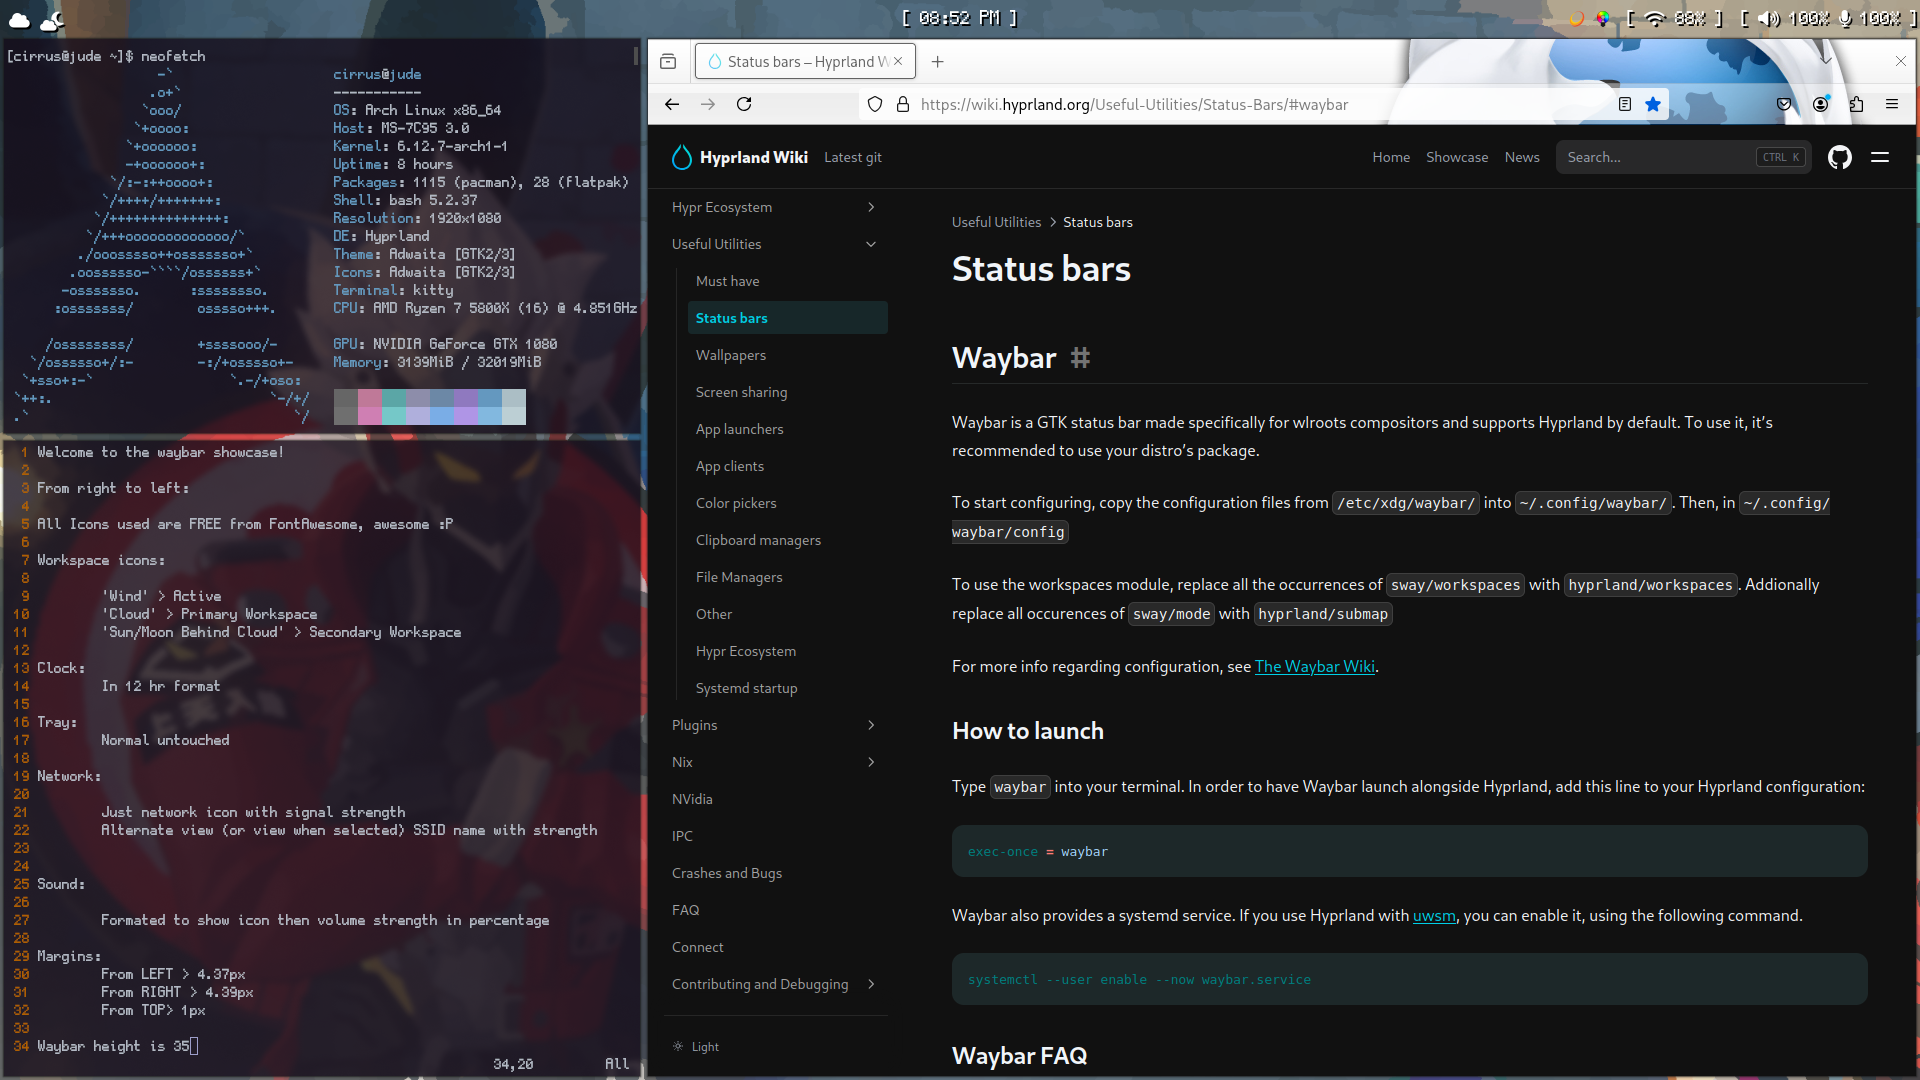 [ 08:52 PM ]
[ 88% ] [ 100% 100% ]
[cirrus@jude ~]$ neofetch
cirrus@jude
-----------
OS: Arch Linux x86_64
Host: MS-7C95 3.0
Kernel: 6.12.7-arch1-1
Uptime: 8 hours
Packages: 1115 (pacman), 28 (flatpak)
Shell: bash 5.2.37
Resolution: 1920x1080
DE: Hyprland
Theme: Adwaita [GTK2/3]
Icons: Adwaita [GTK2/3]
Terminal: kitty
CPU: AMD Ryzen 7 5800X (16) @ 4.851GHz
GPU: NVIDIA GeForce GTX 1080
Memory: 3139MiB / 32019MiB
1 Welcome to the waybar showcase!
2
3 From right to left:
4
5 All Icons used are FREE from FontAwesome, awesome :P
6
7 Workspace icons:
8
9 'Wind' > Active
10 'Cloud' > Primary Workspace
11 'Sun/Moon Behind Cloud' > Secondary Workspace
12
13 Clock:
14 In 12 hr format
15
16 Tray:
17 Normal untouched
18
19 Network:
20
21 Just network icon with signal strength
22 Alternate view (or view when selected) SSID name with strength
23
24
25 Sound:
26
27 Formated to show icon then volume strength in percentage
28
29 Margins:
30 From LEFT > 4.37px
31 From RIGHT > 4.39px
32 From TOP> 1px
33
34 Waybar height is 35
34,20 All
Status bars – Hyprland W
https://wiki.hyprland.org/Useful-Utilities/Status-Bars/#waybar
Hyprland Wiki Latest git
Home Showcase News Search... CTRL K
Hypr Ecosystem
Useful Utilities
Must have
Status bars
Wallpapers
Screen sharing
App launchers
App clients
Color pickers
Clipboard managers
File Managers
Other
Hypr Ecosystem
Systemd startup
Plugins
Nix
NVidia
IPC
Crashes and Bugs
FAQ
Connect
Contributing and Debugging
Light
Useful Utilities > Status bars
Status bars
Waybar #
Waybar is a GTK status bar made specifically for wlroots compositors and supports Hyprland by default. To use it, it’s
recommended to use your distro’s package.
To start configuring, copy the configuration files from /etc/xdg/waybar/ into ~/.config/waybar/. Then, in ~/.config/
waybar/config
To use the workspaces module, replace all the occurrences of sway/workspaces with hyprland/workspaces. Addionally
replace all occurences of sway/mode with hyprland/submap
For more info regarding configuration, see The Waybar Wiki.
How to launch
Type waybar into your terminal. In order to have Waybar launch alongside Hyprland, add this line to your Hyprland configuration:
exec-once = waybar
Waybar also provides a systemd service. If you use Hyprland with uwsm, you can enable it, using the following command.
systemctl --user enable --now waybar.service
Waybar FAQ